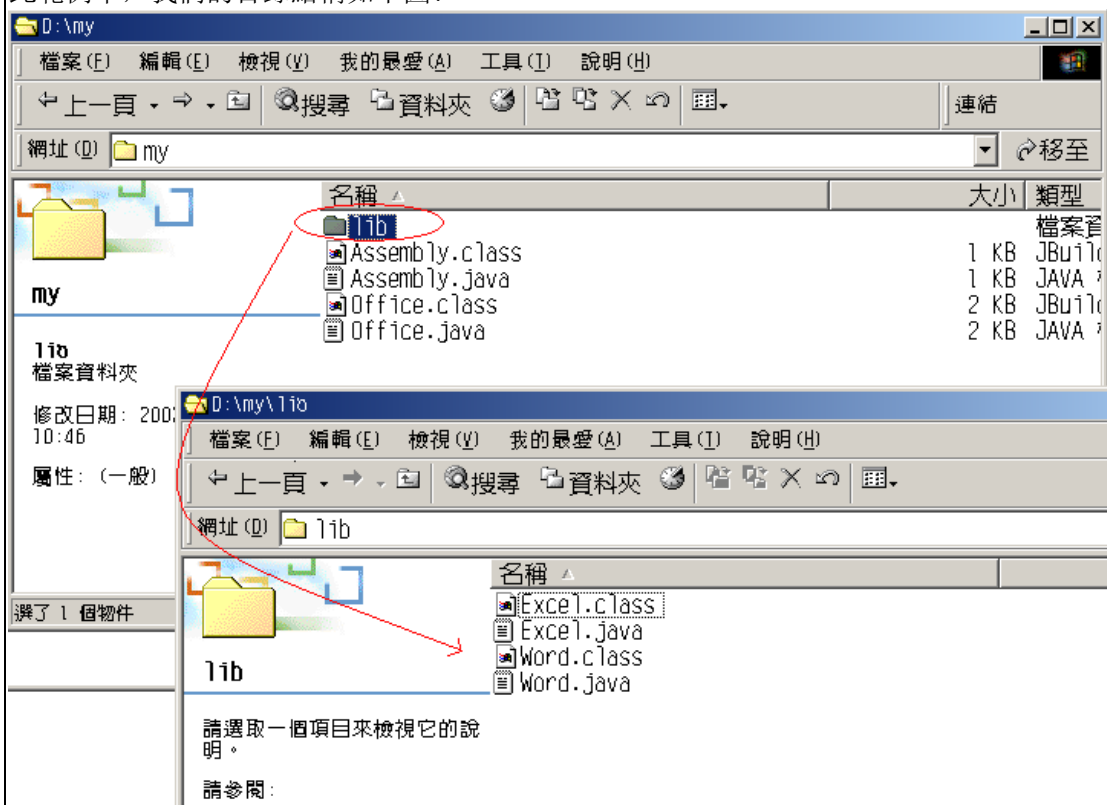 D:\my
檔案(F) 編輯(E) 檢視(V) 我的最愛(A) 工具(T) 說明(H)
上一頁 搜尋 資料夾 連結
網址(D) my 移至
名稱 大小 類型
lib 檔案資
Assembly.class 1 KB JBuild
Assembly.java 1 KB JAVA
Office.class 2 KB JBuild
Office.java 2 KB JAVA
my
lib
檔案資料夾
修改日期: 2002
10:46
屬性: (一般)
選了 1 個物件
D:\my\lib
檔案(F) 編輯(E) 檢視(V) 我的最愛(A) 工具(T) 說明(H)
上一頁 搜尋 資料夾
網址(D) lib
名稱
Excel.class
Excel.java
Word.class
Word.java
lib
請選取一個項目來檢視它的說
明。
請參閱: